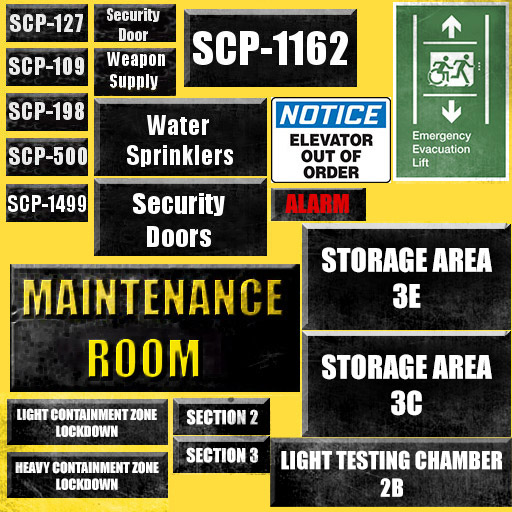 SCP-127
SCP-109
SCP-198
SCP-500
SCP-1499
Security
Door
Weapon
Supply
SCP-1162
Water
Sprinklers
Security
Doors
NOTICE
ELEVATOR
OUT OF
ORDER
ALARM
Emergency
Evacuation
Lift
STORAGE AREA
3E
MAINTENANCE
ROOM
STORAGE AREA
3C
LIGHT CONTAINMENT ZONE
LOCKDOWN
HEAVY CONTAINMENT ZONE
LOCKDOWN
SECTION 2
SECTION 3
LIGHT TESTING CHAMBER
2B